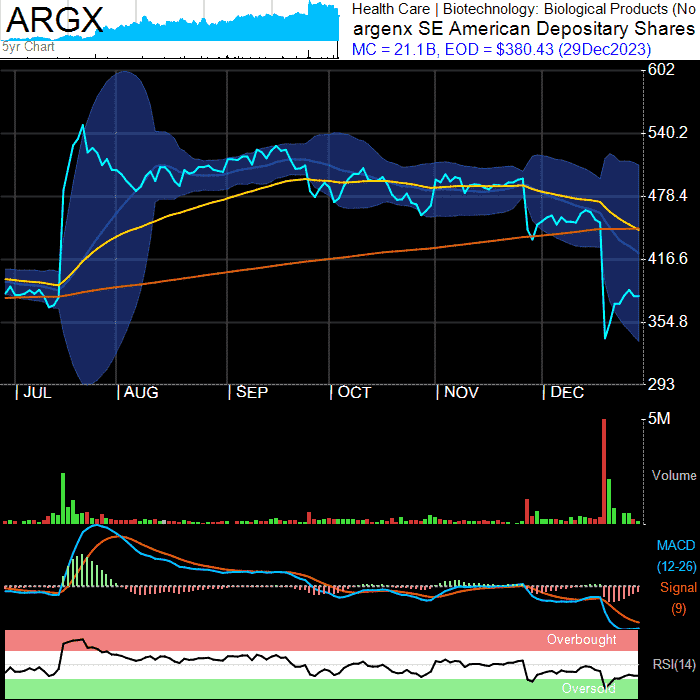 ARGX
5yr Chart
Health Care | Biotechnology: Biological Products (No
argenx SE American Depositary Shares
MC = 21.1B, EOD = $380.43 (29Dec2023)
602
540.2
478.4
416.6
354.8
293
| JUL | AUG | SEP | OCT | NOV | DEC
5M
Volume
MACD
(12-26)
Signal
(9)
Overbought
RSI(14)
Oversold